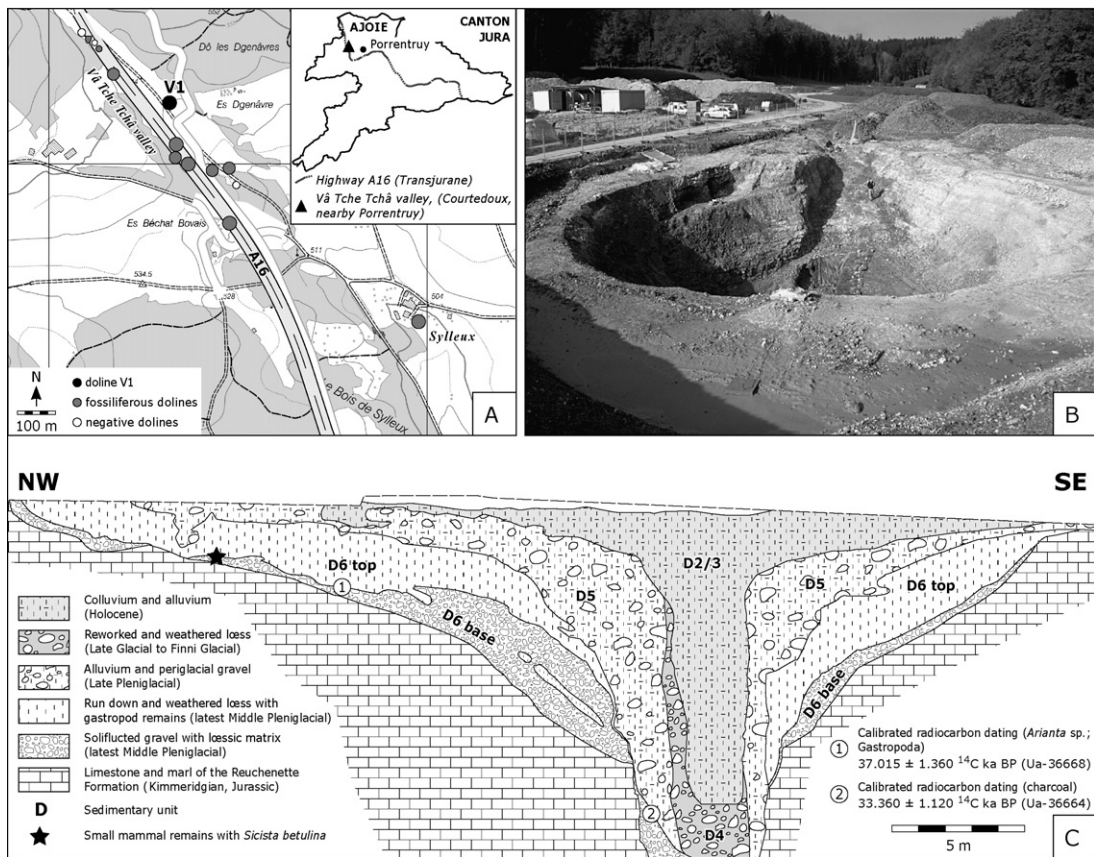 552
Dô les Dgenâvres
V1
Es Dgenâvre
Vâ Tche Tchâ valley
Es Béchat Bovais
A16
511
534.5
528
504
Sylleux
Le Bois de Sylleux
N
100 m
doline V1
fossiliferous dolines
negative dolines
A
CANTON
JURA
AJOIE
Porrentruy
Highway A16 (Transjurane)
Vâ Tche Tchâ valley, (Courtedoux,
nearby Porrentruy)
B
NW
SE
D6 top
D5
D2/3
D5
D6 top
D6 base
D6 base
D4
1
2
Colluvium and alluvium
(Holocene)
Reworked and weathered lœss
(Late Glacial to Finni Glacial)
Alluvium and periglacial gravel
(Late Pleniglacial)
Run down and weathered lœss with
gastropod remains (latest Middle Pleniglacial)
Soliflucted gravel with lœssic matrix
(latest Middle Pleniglacial)
Limestone and marl of the Reuchenette
Formation (Kimmeridgian, Jurassic)
D Sedimentary unit
Small mammal remains with Sicista betulina
1 Calibrated radiocarbon dating (Arianta sp.;
Gastropoda)
37.015 ± 1.360 ¹⁴C ka BP (Ua-36668)
2 Calibrated radiocarbon dating (charcoal)
33.360 ± 1.120 ¹⁴C ka BP (Ua-36664)
5 m
C